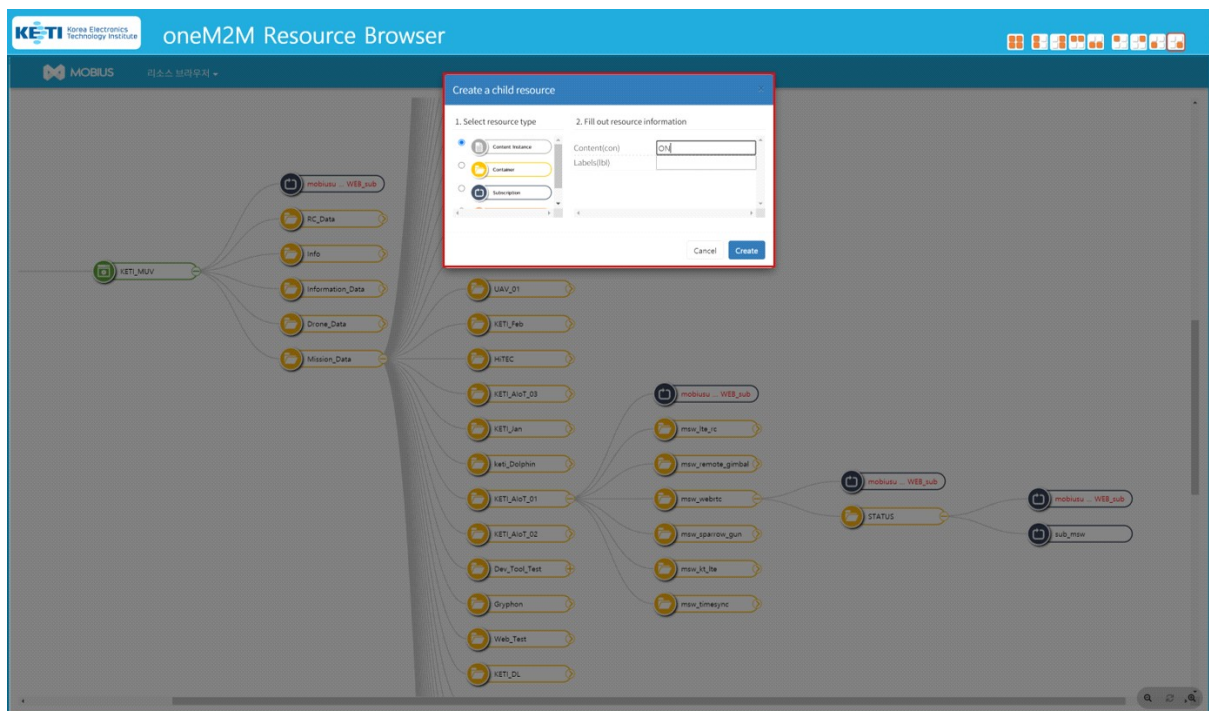 KETI Korea Electronics Technology Institute
oneM2M Resource Browser
MOBIUS 리소스 브라우저
Create a child resource
1. Select resource type
2. Fill out resource information
Content Instance
Container
Subscription
Content(con)
ON
Labels(lbl)
Cancel
Create
KETI_MUV
mobiusu ... WEB_sub
RC_Data
Info
Information_Data
Drone_Data
Mission_Data
UAV_01
KETI_Feb
HiTEC
KETI_AIoT_03
KETI_Jan
keti_Dolphin
KETI_AIoT_01
KETI_AIoT_02
Dev_Tool_Test
Gryphon
Web_Test
KETI_DL
mobiusu ... WEB_sub
msw_lte_rc
msw_remote_gimbal
msw_webrtc
msw_sparrow_gun
msw_kt_lte
msw_timesync
mobiusu ... WEB_sub
STATUS
mobiusu ... WEB_sub
sub_msw